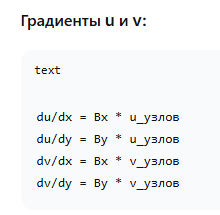 Градиенты u и v:
text
du/dx = Bx * u_узлов
du/dy = By * u_узлов
dv/dx = Bx * v_узлов
dv/dy = By * v_узлов